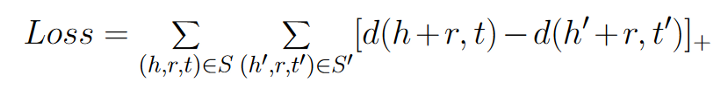 Loss = ∑_{(h,r,t)∈S} ∑_{(h′,r,t′)∈S′} [d(h+r, t) − d(h′+r, t′)]₊